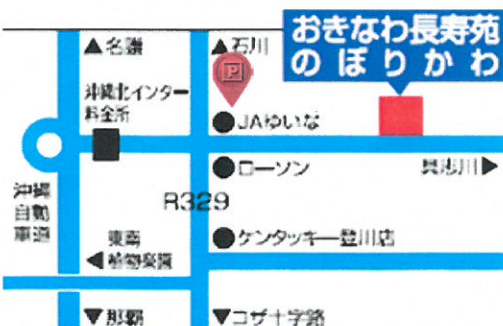 おきなわ長寿苑
のぼりかわ
▲名護
▲石川
P
沖縄北インター
料金所
●JAゆいな
●ローソン
具志川▶
沖縄
自動
車道
R329
東南
◀植物楽園
●ケンタッキー登川店
▼那覇
▼コザ十字路